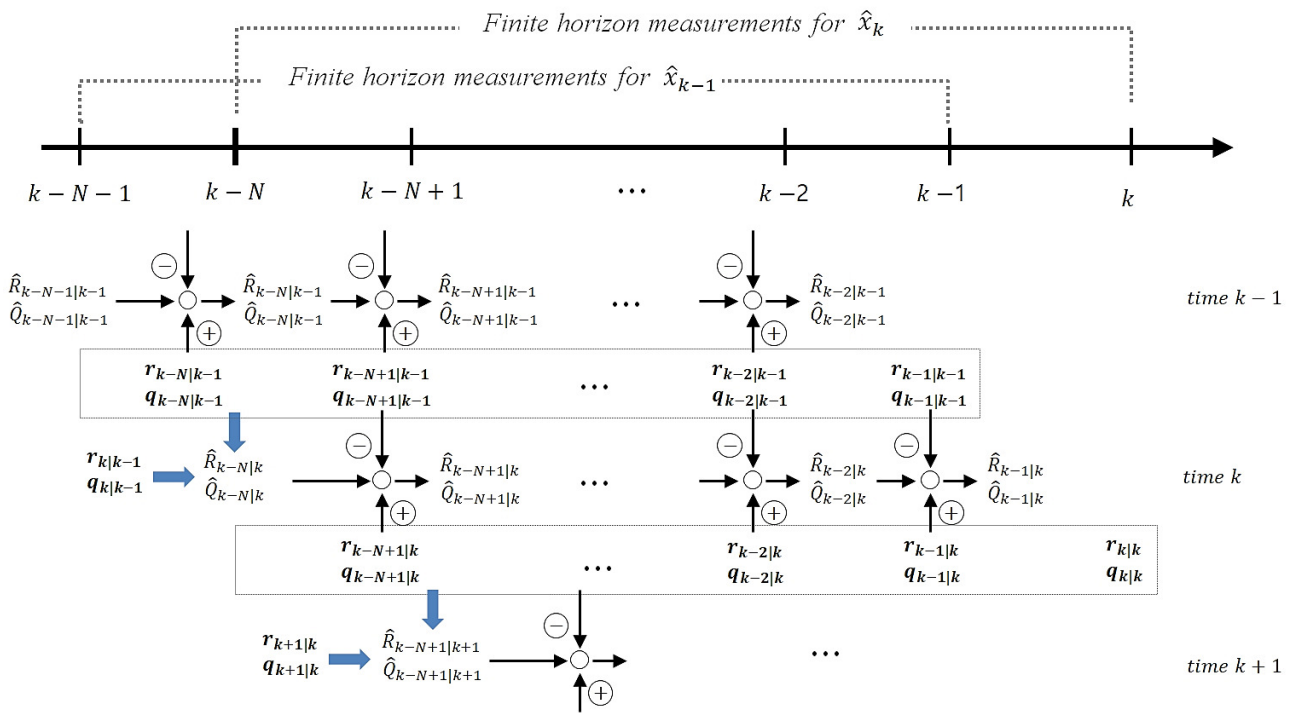 Finite horizon measurements for x̂ₖ
Finite horizon measurements for x̂ₖ₋₁
k − N − 1 k − N k − N + 1 ⋯ k − 2 k − 1 k
− − −
R̂_{k−N−1|k−1} R̂_{k−N|k−1} R̂_{k−N+1|k−1} ⋯ R̂_{k−2|k−1} time k − 1
Q̂_{k−N−1|k−1} Q̂_{k−N|k−1} Q̂_{k−N+1|k−1} Q̂_{k−2|k−1}
+ + +
r_{k−N|k−1} r_{k−N+1|k−1} ⋯ r_{k−2|k−1} r_{k−1|k−1}
q_{k−N|k−1} q_{k−N+1|k−1} q_{k−2|k−1} q_{k−1|k−1}
− − −
r_{k|k−1} R̂_{k−N|k} R̂_{k−N+1|k} ⋯ R̂_{k−2|k} R̂_{k−1|k} time k
q_{k|k−1} Q̂_{k−N|k} Q̂_{k−N+1|k} Q̂_{k−2|k} Q̂_{k−1|k}
+ + +
r_{k−N+1|k} ⋯ r_{k−2|k} r_{k−1|k} r_{k|k}
q_{k−N+1|k} q_{k−2|k} q_{k−1|k} q_{k|k}
−
r_{k+1|k} R̂_{k−N+1|k+1} ⋯ time k + 1
q_{k+1|k} Q̂_{k−N+1|k+1}
+